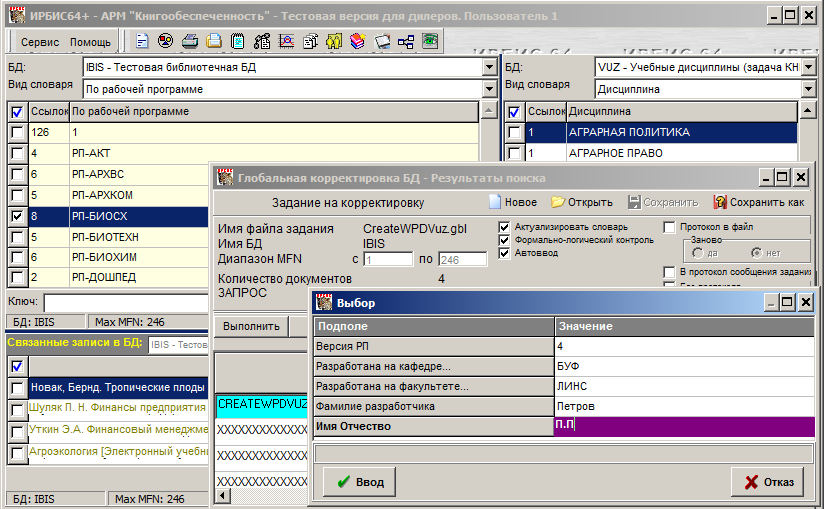 ИРБИС64+ - АРМ "Книгообеспеченность" - Тестовая версия для дилеров. Пользователь 1
Сервис Помощь
БД: IBIS - Тестовая библиотечная БД
Вид словаря По рабочей программе
Ссылок По рабочей программе
126 1
4 РП-АКТ
6 РП-АРХВС
5 РП-АРХКОМ
8 РП-БИОСХ
5 РП-БИОТЕХН
6 РП-БИОХИМ
2 РП-ДОШПЕД
Ключ:
БД: IBIS Max MFN: 246
БД: VUZ - Учебные дисциплины (задача КН
Вид словаря Дисциплина
Ссылок Дисциплина
1 АГРАРНАЯ ПОЛИТИКА
1 АГРАРНОЕ ПРАВО
Связанные записи в БД: IBIS - Тестов
Новак, Бернд. Тропические плоды
Шуляк П. Н. Финансы предприятия
Уткин Э.А. Финансовый менеджме
Агроэкология [Электронный учебн
БД: IBIS Max MFN: 246
Глобальная корректировка БД - Результаты поиска
Задание на корректировку Новое Открыть Сохранить Сохранить как
Имя файла задания CreateWPDVuz.gbl
Имя БД IBIS
Диапазон MFN с 1 по 246
Количество документов 4
ЗАПРОС
Актуализировать словарь
Формально-логический контроль
Автоввод
Протокол в файл
Заново
да нет
В протокол сообщения задани
Выполнить
CREATEWPDVUZ
XXXXXXXXXXXX
XXXXXXXXXXXX
XXXXXXXXXXXX
Выбор
Подполе Значение
Версия РП 4
Разработана на кафедре... БУФ
Разработана на факультете... ЛИНС
Фамилие разработчика Петров
Имя Отчество П.П
Ввод Отказ